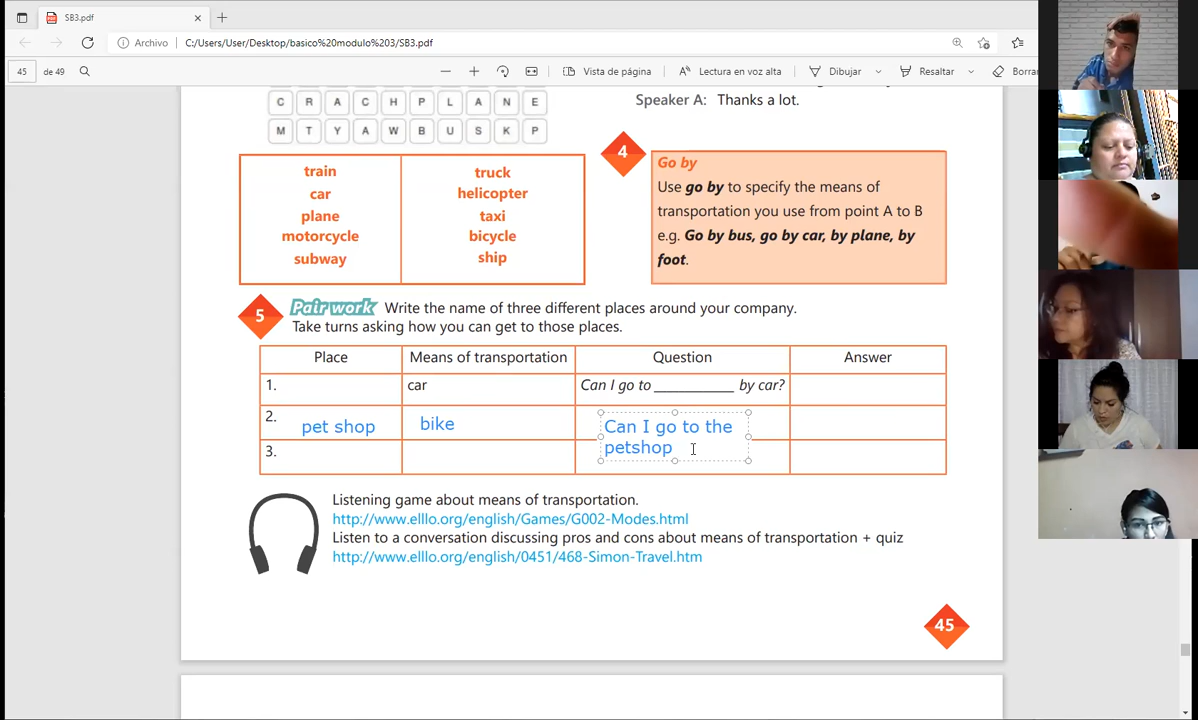 SB3.pdf
Archivo C:/Users/User/Desktop/basico%20modulo%203/SB3.pdf
45 de 49 Vista de página Lectura en voz alta Dibujar Resaltar Borrar
C R A C H P L A N E
M T Y A W B U S K P
Speaker A: Thanks a lot.
train
car
plane
motorcycle
subway
truck
helicopter
taxi
bicycle
ship
4
Go by
Use go by to specify the means of
transportation you use from point A to B
e.g. Go by bus, go by car, by plane, by
foot.
5 Pair work Write the name of three different places around your company.
Take turns asking how you can get to those places.
Place Means of transportation Question Answer
1. car Can I go to __________ by car?
2. pet shop bike Can I go to the
petshop
3.
Listening game about means of transportation.
http://www.elllo.org/english/Games/G002-Modes.html
Listen to a conversation discussing pros and cons about means of transportation + quiz
http://www.elllo.org/english/0451/468-Simon-Travel.htm
45